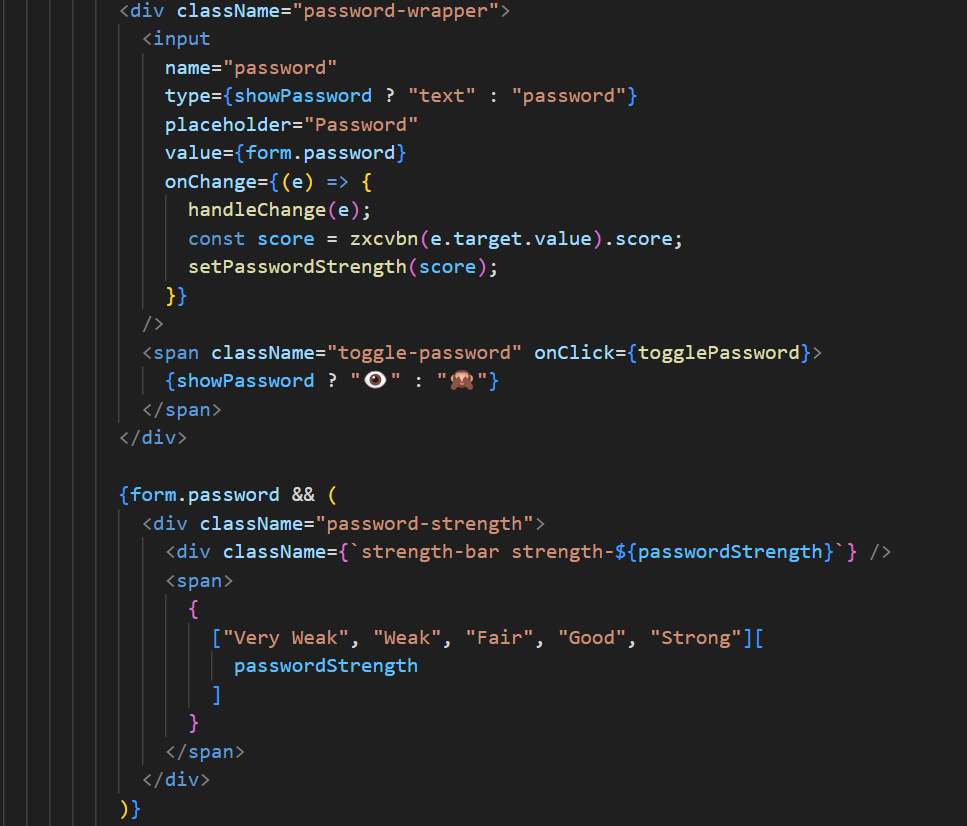 <div className="password-wrapper">
<input
name="password"
type={showPassword ? "text" : "password"}
placeholder="Password"
value={form.password}
onChange={(e) => {
handleChange(e);
const score = zxcvbn(e.target.value).score;
setPasswordStrength(score);
}}
/>
<span className="toggle-password" onClick={togglePassword}>
{showPassword ? "👁️" : "🙈"}
</span>
</div>
{form.password && (
<div className="password-strength">
<div className={`strength-bar strength-${passwordStrength}`} />
<span>
{
["Very Weak", "Weak", "Fair", "Good", "Strong"][
passwordStrength
]
}
</span>
</div>
)}